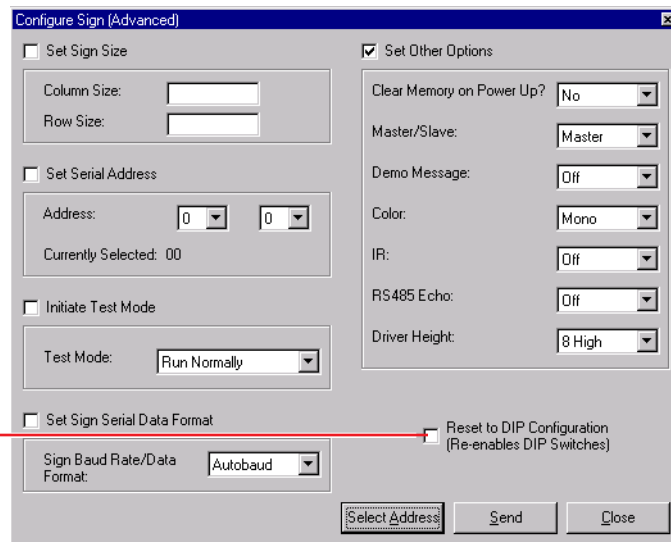 Configure Sign (Advanced)
Set Sign Size
Column Size:
Row Size:
Set Serial Address
Address: 0 0
Currently Selected: 00
Initiate Test Mode
Test Mode: Run Normally
Set Sign Serial Data Format
Sign Baud Rate/Data
Format:
Autobaud
Set Other Options
Clear Memory on Power Up? No
Master/Slave: Master
Demo Message: Off
Color: Mono
IR: Off
RS485 Echo: Off
Driver Height: 8 High
Reset to DIP Configuration
(Re-enables DIP Switches)
Select Address Send Close